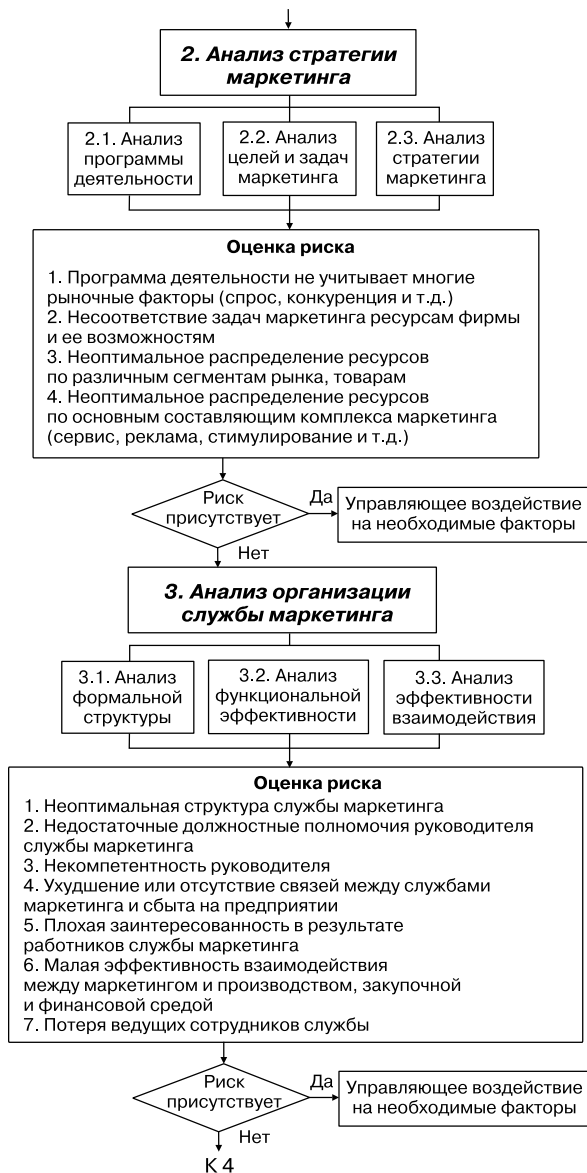 2. Анализ стратегии
маркетинга
2.1. Анализ
программы
деятельности
2.2. Анализ
целей и задач
маркетинга
2.3. Анализ
стратегии
маркетинга
Оценка риска
1. Программа деятельности не учитывает многие
рыночные факторы (спрос, конкуренция и т.д.)
2. Несоответствие задач маркетинга ресурсам фирмы
и ее возможностям
3. Неоптимальное распределение ресурсов
по различным сегментам рынка, товарам
4. Неоптимальное распределение ресурсов
по основным составляющим комплекса маркетинга
(сервис, реклама, стимулирование и т.д.)
Риск
присутствует
Да
Управляющее воздействие
на необходимые факторы
Нет
3. Анализ организации
службы маркетинга
3.1. Анализ
формальной
структуры
3.2. Анализ
функциональной
эффективности
3.3. Анализ
эффективности
взаимодействия
Оценка риска
1. Неоптимальная структура службы маркетинга
2. Недостаточные должностные полномочия руководителя
службы маркетинга
3. Некомпетентность руководителя
4. Ухудшение или отсутствие связей между службами
маркетинга и сбыта на предприятии
5. Плохая заинтересованность в результате
работников службы маркетинга
6. Малая эффективность взаимодействия
между маркетингом и производством, закупочной
и финансовой средой
7. Потеря ведущих сотрудников службы
Риск
присутствует
Да
Управляющее воздействие
на необходимые факторы
Нет
К 4